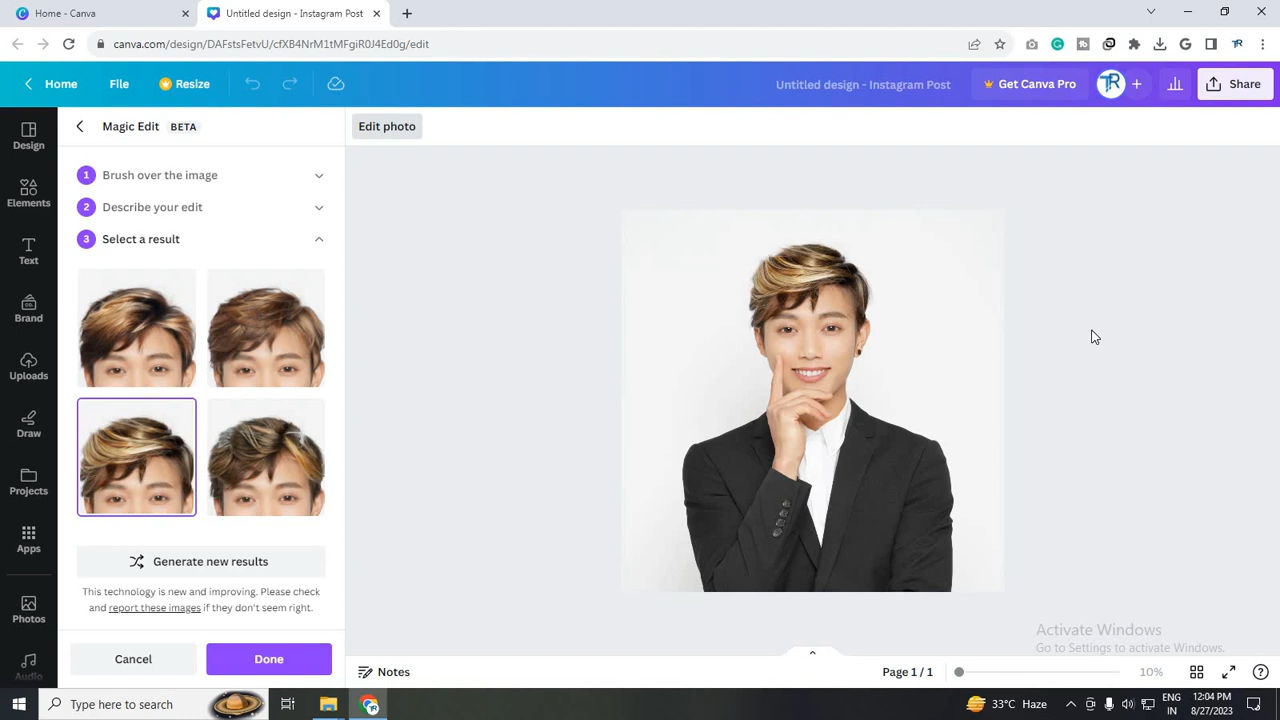 Home - Canva
Untitled design - Instagram Post
canva.com/design/DAFstsFetvU/cfXB4NrM1tMFgiR0J4Ed0g/edit
Home
File
Resize
Untitled design - Instagram Post
Get Canva Pro
TR
Share
Design
Elements
Text
Brand
Uploads
Draw
Projects
Apps
Photos
Audio
Magic Edit BETA
1 Brush over the image
2 Describe your edit
3 Select a result
Generate new results
This technology is new and improving. Please check
and report these images if they don't seem right.
Cancel
Done
Edit photo
Activate Windows
Go to Settings to activate Windows.
Notes
Page 1 / 1
10%
Type here to search
33°C Haze
ENG
IN
12:04 PM
8/27/2023